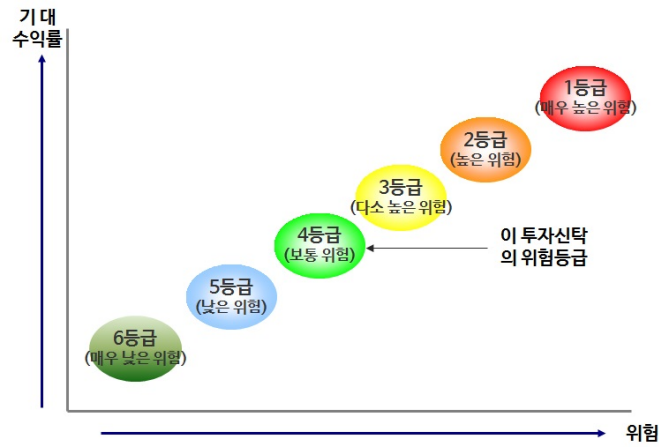 기 대
수익률
1등급
(매우 높은 위험)
2등급
(높은 위험)
3등급
(다소 높은 위험)
4등급
(보통 위험)
이 투자신탁
의 위험등급
5등급
(낮은 위험)
6등급
(매우 낮은 위험)
위험